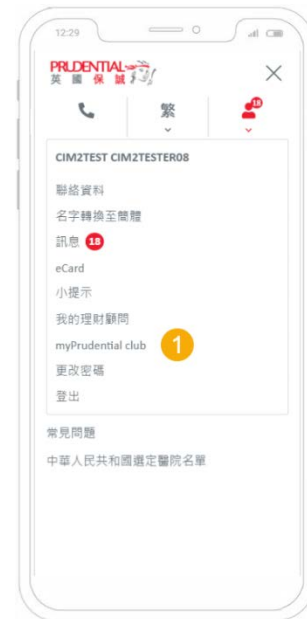 12:29
PRUDENTIAL
英國保誠
繁
18
CIM2TEST CIM2TESTER08
聯絡資料
名字轉換至簡體
訊息 18
eCard
小提示
我的理財顧問
myPrudential club 1
更改密碼
登出
常見問題
中華人民共和國選定醫院名單